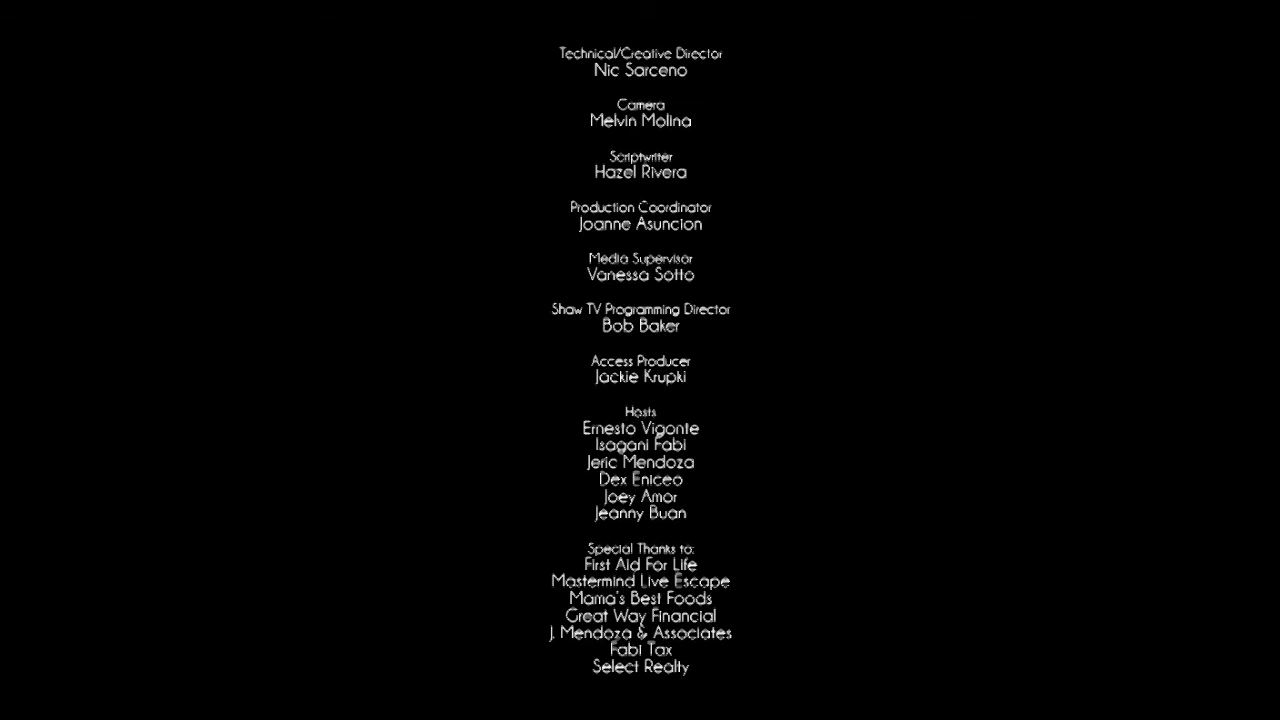 Technical/Creative Director
Nic Sarceno
Camera
Melvin Molina
Scriptwriter
Hazel Rivera
Production Coordinator
Joanne Asuncion
Media Supervisor
Vanessa Sotto
Shaw TV Programming Director
Bob Baker
Access Producer
Jackie Krupki
Hosts
Ernesto Vigonte
Isagani Fabi
Jeric Mendoza
Dex Eniceo
Joey Amor
Jeanny Buan
Special Thanks to:
First Aid For Life
Mastermind Live Escape
Mama's Best Foods
Great Way Financial
J. Mendoza & Associates
Fabi Tax
Select Realty